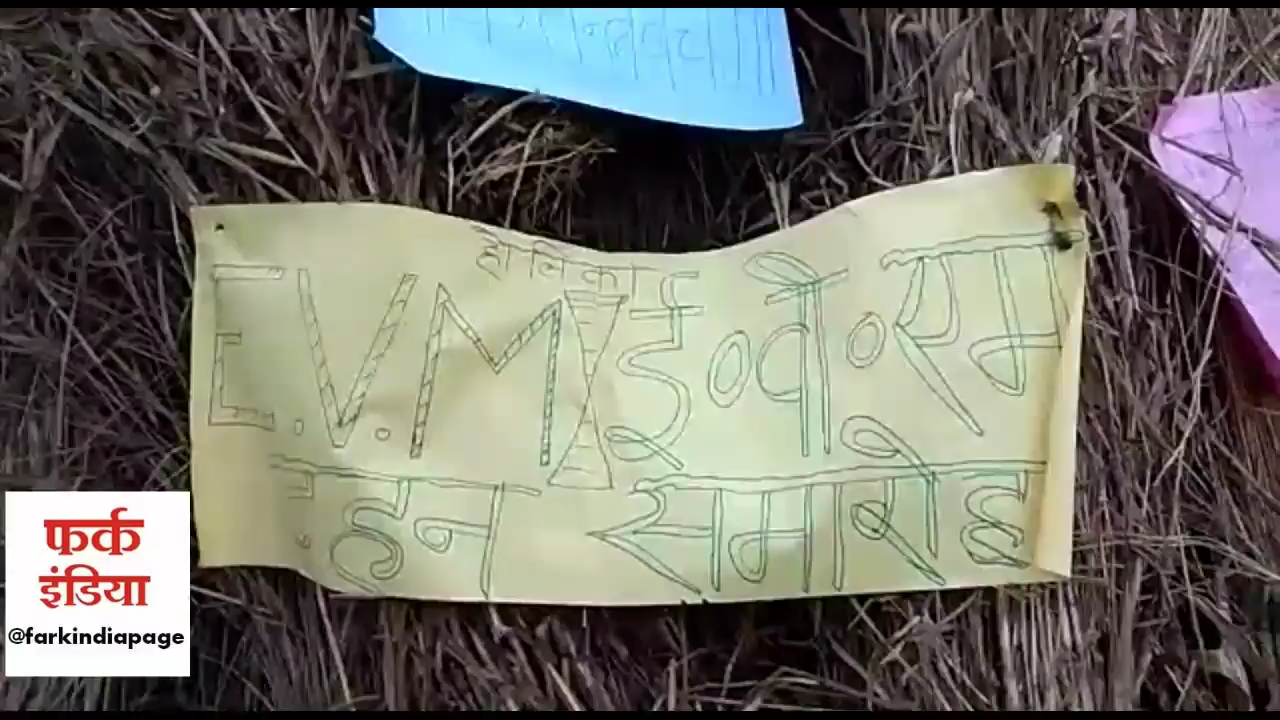 होलिका
E.V.M ई०वी०एम
दहन समारोह
फर्क
इंडिया
@farkindiapage